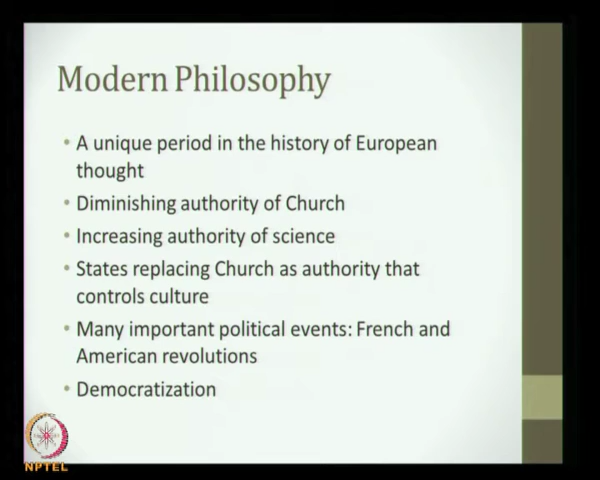 Modern Philosophy
• A unique period in the history of European
thought
• Diminishing authority of Church
• Increasing authority of science
• States replacing Church as authority that
controls culture
• Many important political events: French and
American revolutions
• Democratization
NPTEL